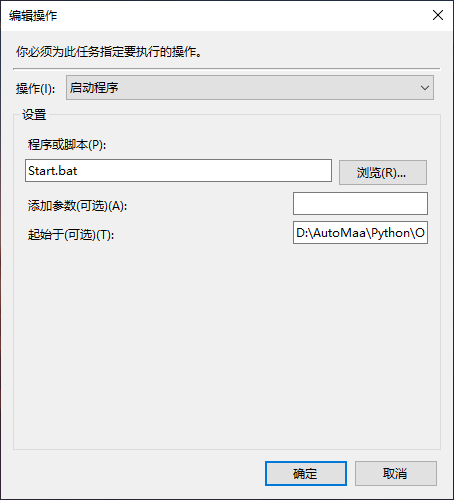 编辑操作
你必须为此任务指定要执行的操作。
操作(I): 启动程序
设置
程序或脚本(P):
Start.bat 浏览(R)...
添加参数(可选)(A):
起始于(可选)(T): D:\AutoMaa\Python\O
确定 取消